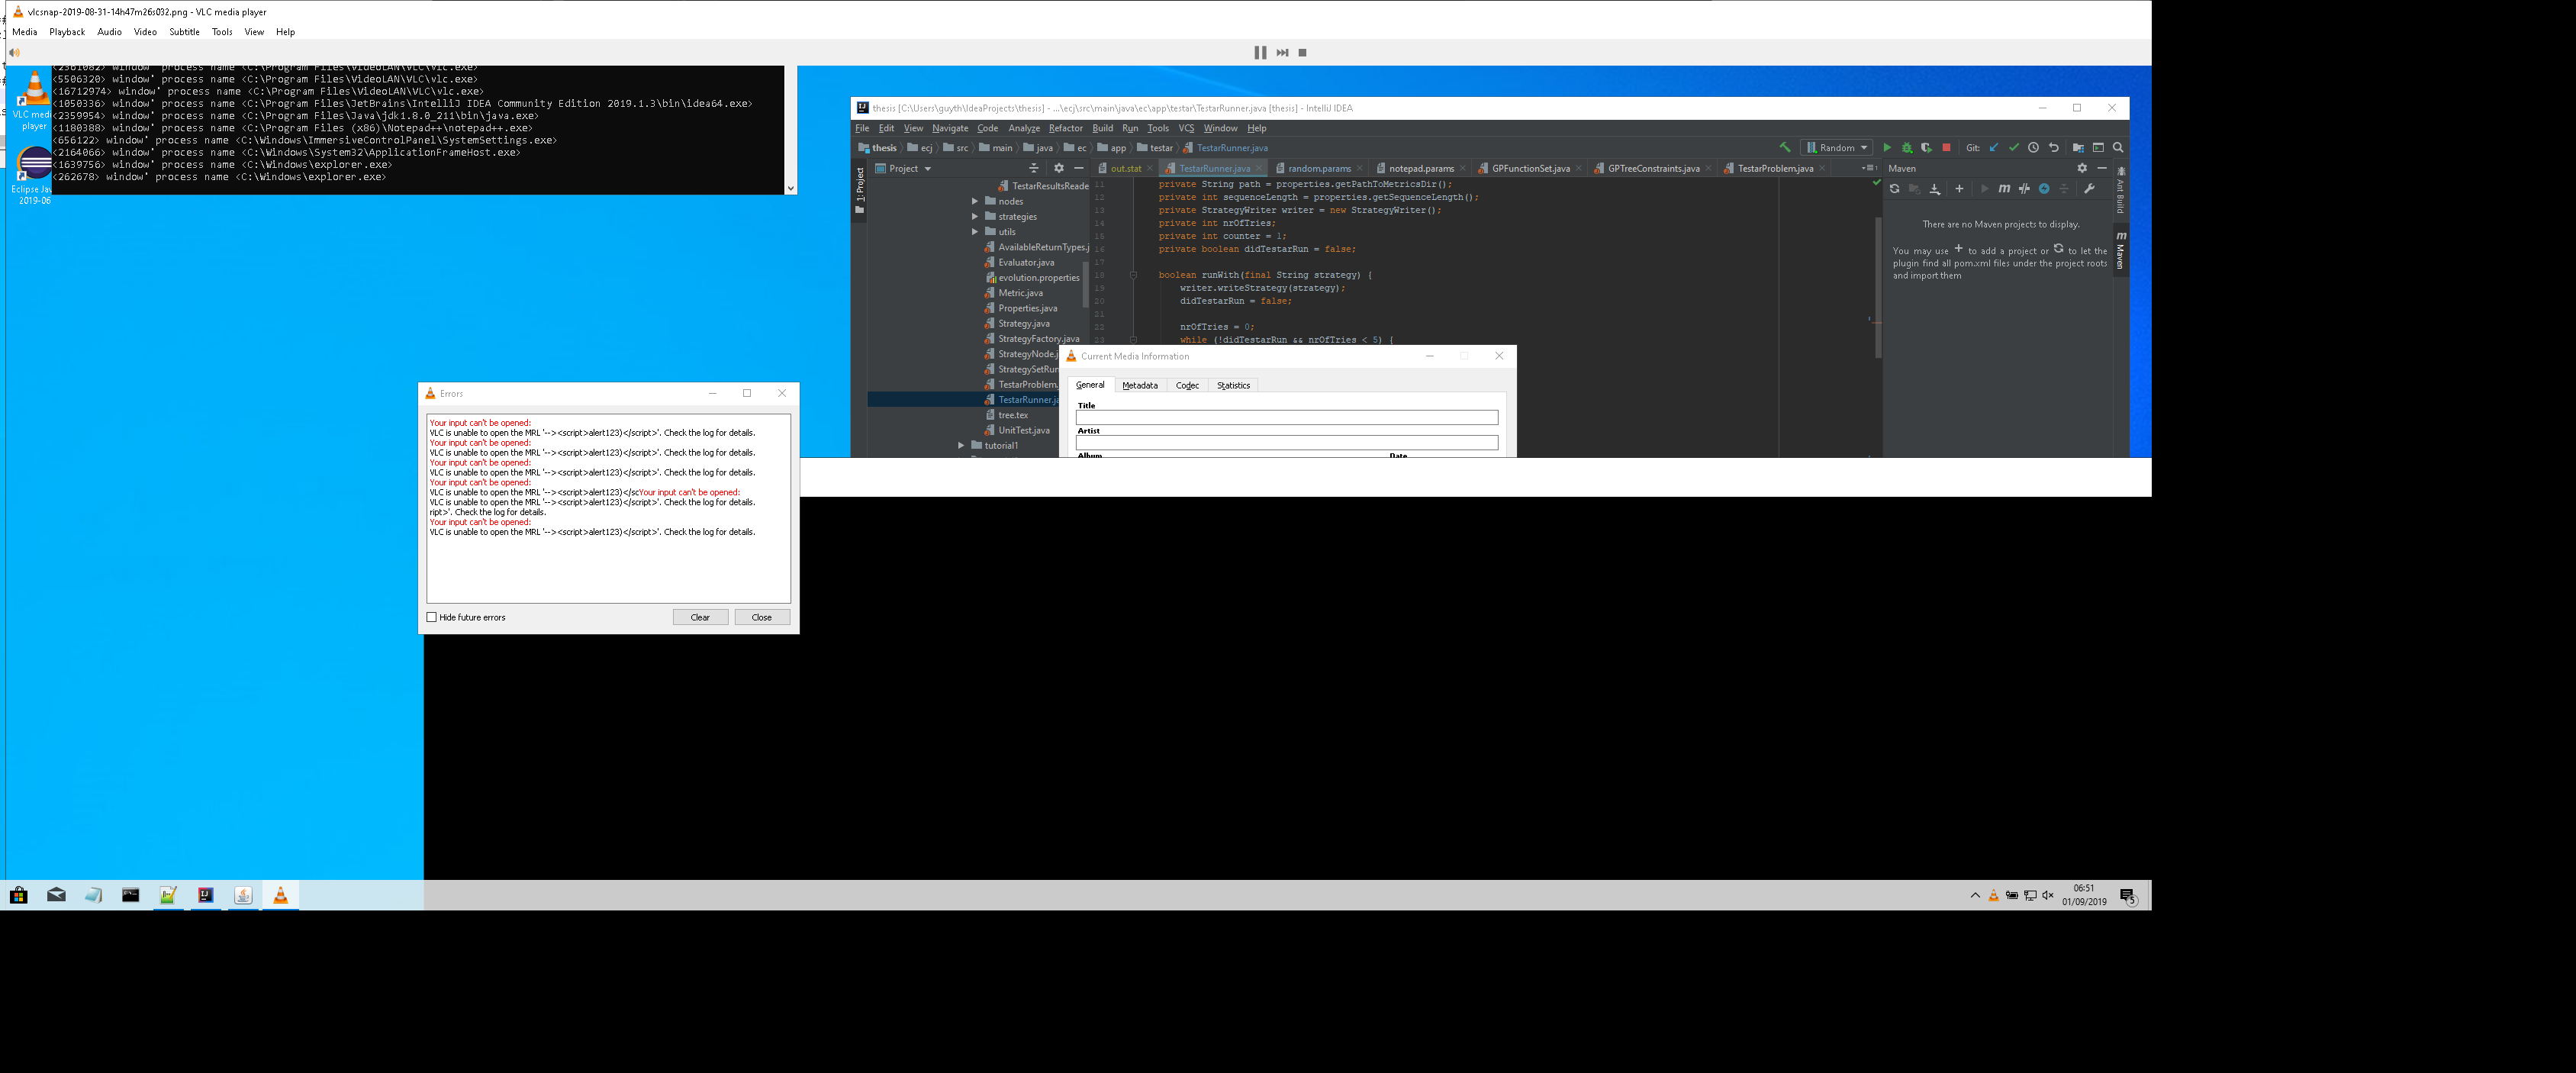 vlcsnap-2019-08-31-14h47m26s032.png - VLC media player
Media Playback Audio Video Subtitle Tools View Help
<2361082> window' process name <C:\Program Files\VideoLAN\VLC\vlc.exe>
<5506320> window' process name <C:\Program Files\VideoLAN\VLC\vlc.exe>
<16712974> window' process name <C:\Program Files\VideoLAN\VLC\vlc.exe>
<1050336> window' process name <C:\Program Files\JetBrains\IntelliJ IDEA Community Edition 2019.1.3\bin\idea64.exe>
<2359954> window' process name <C:\Program Files\Java\jdk1.8.0_211\bin\java.exe>
<1180388> window' process name <C:\Program Files (x86)\Notepad++\notepad++.exe>
<656122> window' process name <C:\Windows\ImmersiveControlPanel\SystemSettings.exe>
<2164066> window' process name <C:\Windows\System32\ApplicationFrameHost.exe>
<1639756> window' process name <C:\Windows\explorer.exe>
<262678> window' process name <C:\Windows\explorer.exe>
VLC medi
player
Eclipse Jav
2019-06
thesis [C:\Users\guyth\IdeaProjects\thesis] - ...\ecj\src\main\java\ec\app\testar\TestarRunner.java [thesis] - IntelliJ IDEA
File Edit View Navigate Code Analyze Refactor Build Run Tools VCS Window Help
thesis ecj src main java ec app testar TestarRunner.java
Random Git:
1: Project
Project
out.stat TestarRunner.java random.params notepad.params GPFunctionSet.java GPTreeConstraints.java TestarProblem.java
TestarResultsReade
nodes
strategies
utils
AvailableReturnTypes.j
Evaluator.java
evolution.properties
Metric.java
Properties.java
Strategy.java
StrategyFactory.java
StrategyNode.j
StrategySetRun
TestarProblem.
TestarRunner.ja
tree.tex
UnitTest.java
tutorial1
11 private String path = properties.getPathToMetricsDir();
12 private int sequenceLength = properties.getSequenceLength();
13 private StrategyWriter writer = new StrategyWriter();
14 private int nrOfTries;
15 private int counter = 1;
16 private boolean didTestarRun = false;
17
18 boolean runWith(final String strategy) {
19 writer.writeStrategy(strategy);
20 didTestarRun = false;
21
22 nrOfTries = 0;
23 while (!didTestarRun && nrOfTries < 5) {
Maven
There are no Maven projects to display.
You may use + to add a project or to let the
plugin find all pom.xml files under the project roots
and import them
Ant Build
Maven
Current Media Information
General Metadata Codec Statistics
Title
Artist
Album Date
Errors
Your input can't be opened:
VLC is unable to open the MRL '--><script>alert123)</script>'. Check the log for details.
Your input can't be opened:
VLC is unable to open the MRL '--><script>alert123)</script>'. Check the log for details.
Your input can't be opened:
VLC is unable to open the MRL '--><script>alert123)</script>'. Check the log for details.
Your input can't be opened:
VLC is unable to open the MRL '--><script>alert123)</scYour input can't be opened:
VLC is unable to open the MRL '--><script>alert123)</script>'. Check the log for details.
ript>'. Check the log for details.
Your input can't be opened:
VLC is unable to open the MRL '--><script>alert123)</script>'. Check the log for details.
Hide future errors
Clear Close
06:51
01/09/2019
5